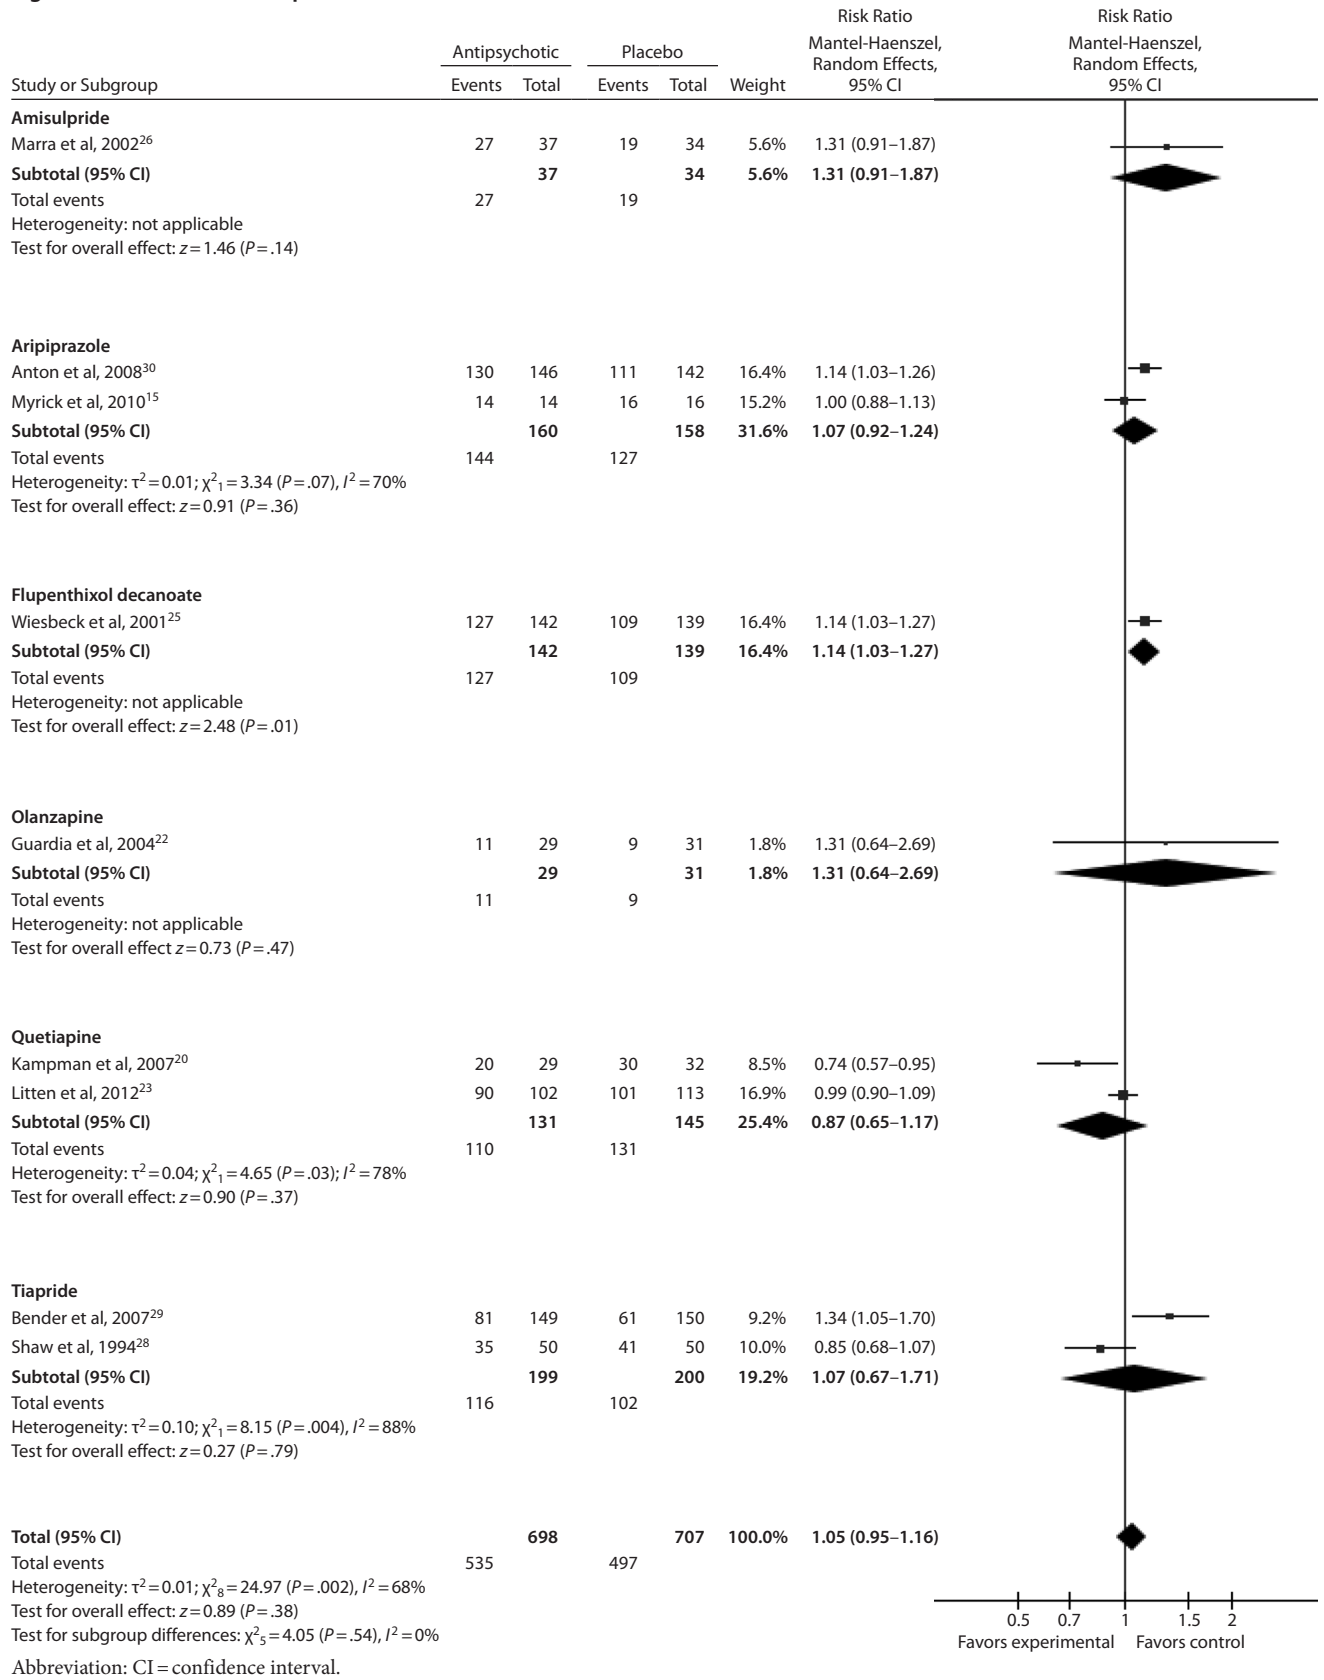 Risk Ratio Risk Ratio
Antipsychotic Placebo Mantel-Haenszel, Mantel-Haenszel,
Random Effects, Random Effects,
Study or Subgroup Events Total Events Total Weight 95% CI 95% CI
Amisulpride
Marra et al, 2002²⁶ 27 37 19 34 5.6% 1.31 (0.91–1.87)
Subtotal (95% CI) 37 34 5.6% 1.31 (0.91–1.87)
Total events 27 19
Heterogeneity: not applicable
Test for overall effect: z=1.46 (P=.14)
Aripiprazole
Anton et al, 2008³⁰ 130 146 111 142 16.4% 1.14 (1.03–1.26)
Myrick et al, 2010¹⁵ 14 14 16 16 15.2% 1.00 (0.88–1.13)
Subtotal (95% CI) 160 158 31.6% 1.07 (0.92–1.24)
Total events 144 127
Heterogeneity: τ²=0.01; χ²₁=3.34 (P=.07), I²=70%
Test for overall effect: z=0.91 (P=.36)
Flupenthixol decanoate
Wiesbeck et al, 2001²⁵ 127 142 109 139 16.4% 1.14 (1.03–1.27)
Subtotal (95% CI) 142 139 16.4% 1.14 (1.03–1.27)
Total events 127 109
Heterogeneity: not applicable
Test for overall effect: z=2.48 (P=.01)
Olanzapine
Guardia et al, 2004²² 11 29 9 31 1.8% 1.31 (0.64–2.69)
Subtotal (95% CI) 29 31 1.8% 1.31 (0.64–2.69)
Total events 11 9
Heterogeneity: not applicable
Test for overall effect z=0.73 (P=.47)
Quetiapine
Kampman et al, 2007²⁰ 20 29 30 32 8.5% 0.74 (0.57–0.95)
Litten et al, 2012²³ 90 102 101 113 16.9% 0.99 (0.90–1.09)
Subtotal (95% CI) 131 145 25.4% 0.87 (0.65–1.17)
Total events 110 131
Heterogeneity: τ²=0.04; χ²₁=4.65 (P=.03); I²=78%
Test for overall effect: z=0.90 (P=.37)
Tiapride
Bender et al, 2007²⁹ 81 149 61 150 9.2% 1.34 (1.05–1.70)
Shaw et al, 1994²⁸ 35 50 41 50 10.0% 0.85 (0.68–1.07)
Subtotal (95% CI) 199 200 19.2% 1.07 (0.67–1.71)
Total events 116 102
Heterogeneity: τ²=0.10; χ²₁=8.15 (P=.004), I²=88%
Test for overall effect: z=0.27 (P=.79)
Total (95% CI) 698 707 100.0% 1.05 (0.95–1.16)
Total events 535 497
Heterogeneity: τ²=0.01; χ²₈=24.97 (P=.002), I²=68%
Test for overall effect: z=0.89 (P=.38)
0.5 0.7 1 1.5 2
Test for subgroup differences: χ²₅=4.05 (P=.54), I²=0%
Favors experimental Favors control
Abbreviation: CI=confidence interval.